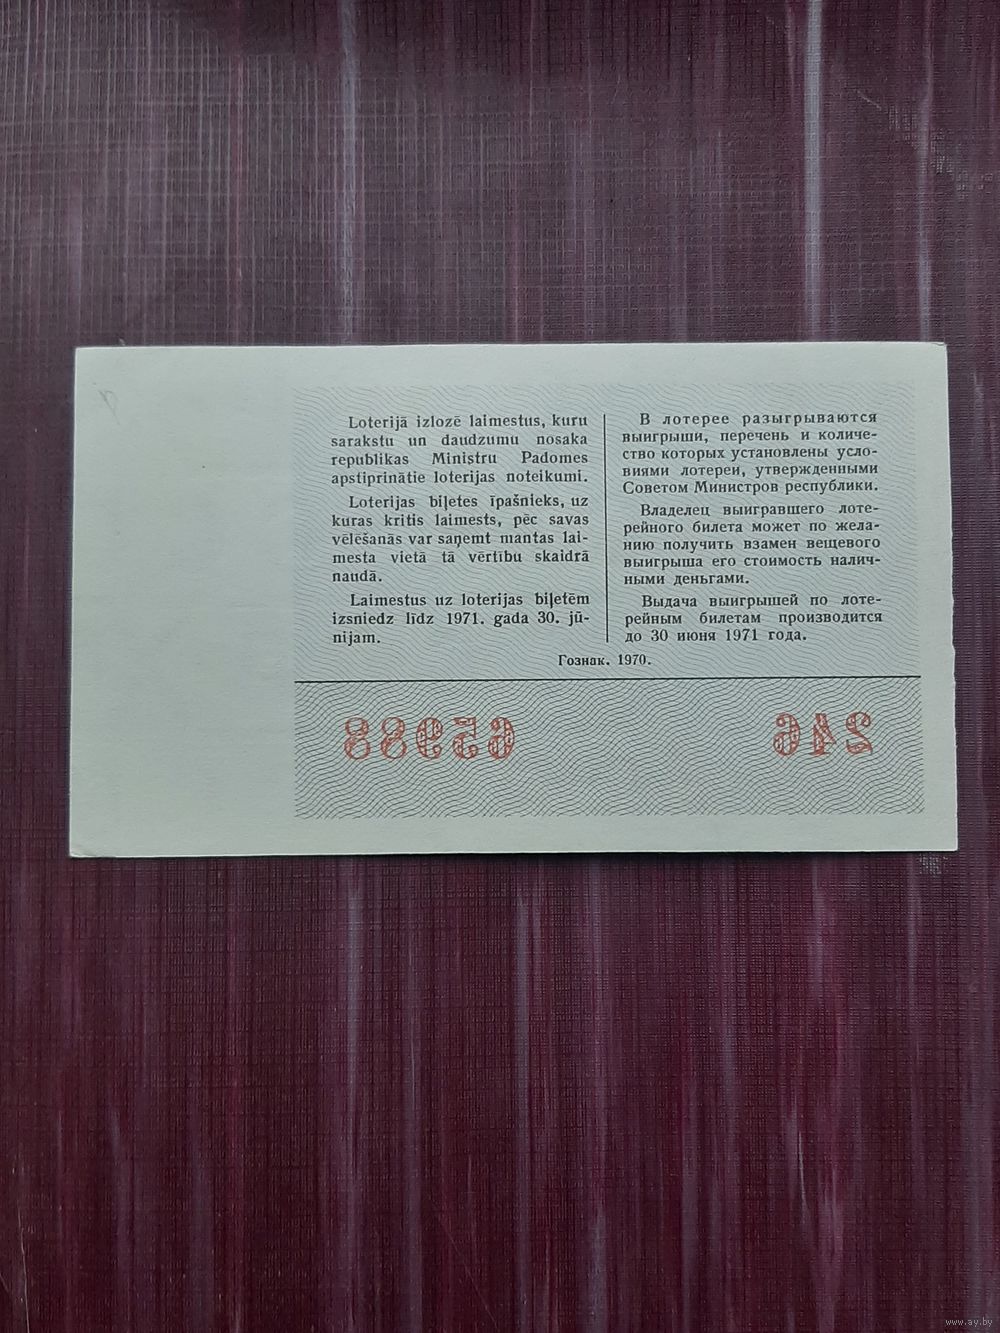 Loterijā izlozē laimestus, kuru
sarakstu un daudzumu nosaka
republikas Ministru Padomes
apstiprinātie loterijas noteikumi.
Loterijas biļetes īpašnieks, uz
kuras kritis laimests, pēc savas
vēlēšanās var saņemt mantas lai-
mesta vietā tā vērtību skaidrā
naudā.
Laimestus uz loterijas biļetēm
izsniedz līdz 1971. gada 30. jū-
nijam.
В лотерее разыгрываются
выигрыши, перечень и количе-
ство которых установлены усло-
виями лотереи, утвержденными
Советом Министров республики.
Владелец выигравшего лоте-
рейного билета может по жела-
нию получить взамен вещевого
выигрыша его стоимость налич-
ными деньгами.
Выдача выигрышей по лоте-
рейным билетам производится
до 30 июня 1971 года.
Гознак. 1970.
65988 246
www.ay.by